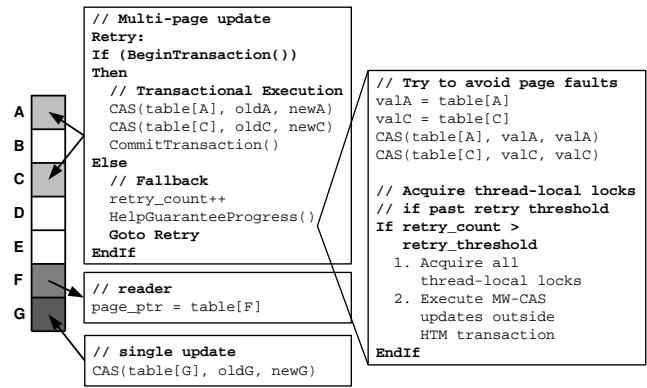 A
B
C
D
E
F
G
// Multi-page update
Retry:
If (BeginTransaction())
Then
// Transactional Execution
CAS(table[A], oldA, newA)
CAS(table[C], oldC, newC)
CommitTransaction()
Else
// Fallback
retry_count++
HelpGuaranteeProgress()
Goto Retry
EndIf
// reader
page_ptr = table[F]
// single update
CAS(table[G], oldG, newG)
// Try to avoid page faults
valA = table[A]
valC = table[C]
CAS(table[A], valA, valA)
CAS(table[C], valC, valC)
// Acquire thread-local locks
// if past retry threshold
If retry_count >
retry_threshold
1. Acquire all
thread-local locks
2. Execute MW-CAS
updates outside
HTM transaction
EndIf